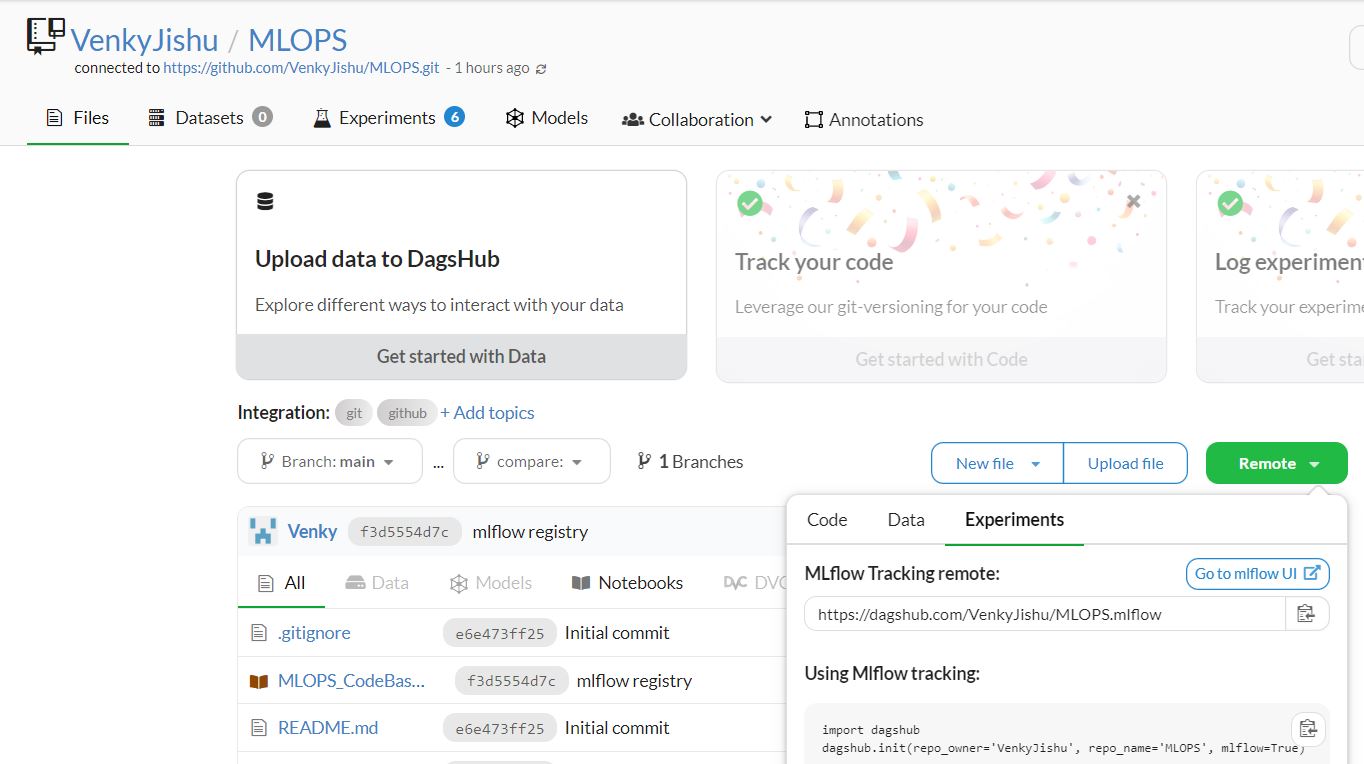 VenkyJishu / MLOPS
connected to https://github.com/VenkyJishu/MLOPS.git - 1 hours ago
Files Datasets 0 Experiments 6 Models Collaboration Annotations
Upload data to DagsHub
Explore different ways to interact with your data
Get started with Data
Track your code
Leverage our git-versioning for your code
Get started with Code
Log experiment
Track your experime
Get sta
Integration: git github + Add topics
Branch: main ... compare: 1 Branches New file Upload file Remote
Venky f3d5554d7c mlflow registry
All Data Models Notebooks DVC
.gitignore e6e473ff25 Initial commit
MLOPS_CodeBas... f3d5554d7c mlflow registry
README.md e6e473ff25 Initial commit
Code Data Experiments
MLflow Tracking remote: Go to mlflow UI
https://dagshub.com/VenkyJishu/MLOPS.mlflow
Using Mlflow tracking:
import dagshub
dagshub.init(repo_owner='VenkyJishu', repo_name='MLOPS', mlflow=True)